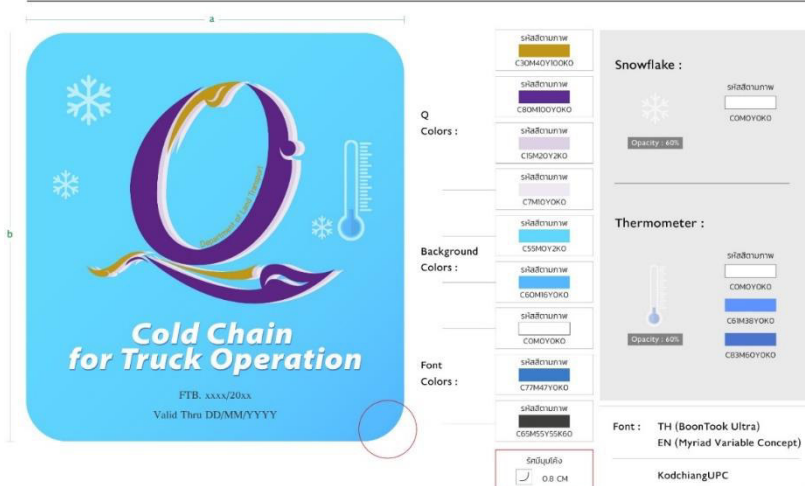 a
b
Department of Land Transport
Cold Chain
for Truck Operation
FTB. xxxx/20xx
Valid Thru DD/MM/YYYY
Q
Colors :
รหัสสีตามภาพ
C30M40Y100K0
รหัสสีตามภาพ
C80M100Y0K0
รหัสสีตามภาพ
C15M20Y2K0
รหัสสีตามภาพ
C7M10Y0K0
Background
Colors :
รหัสสีตามภาพ
C55M0Y2K0
รหัสสีตามภาพ
C60M16Y0K0
Font
Colors :
รหัสสีตามภาพ
C0M0Y0K0
รหัสสีตามภาพ
C77M47Y0K0
รหัสสีตามภาพ
C65M55Y55K60
รัศมีมุมโค้ง
0.8 CM
Snowflake :
Opacity : 60%
รหัสสีตามภาพ
C0M0Y0K0
Thermometer :
Opacity : 60%
รหัสสีตามภาพ
C0M0Y0K0
C61M38Y0K0
C83M60Y0K0
Font : TH (BoonTook Ultra)
EN (Myriad Variable Concept)
KodchiangUPC